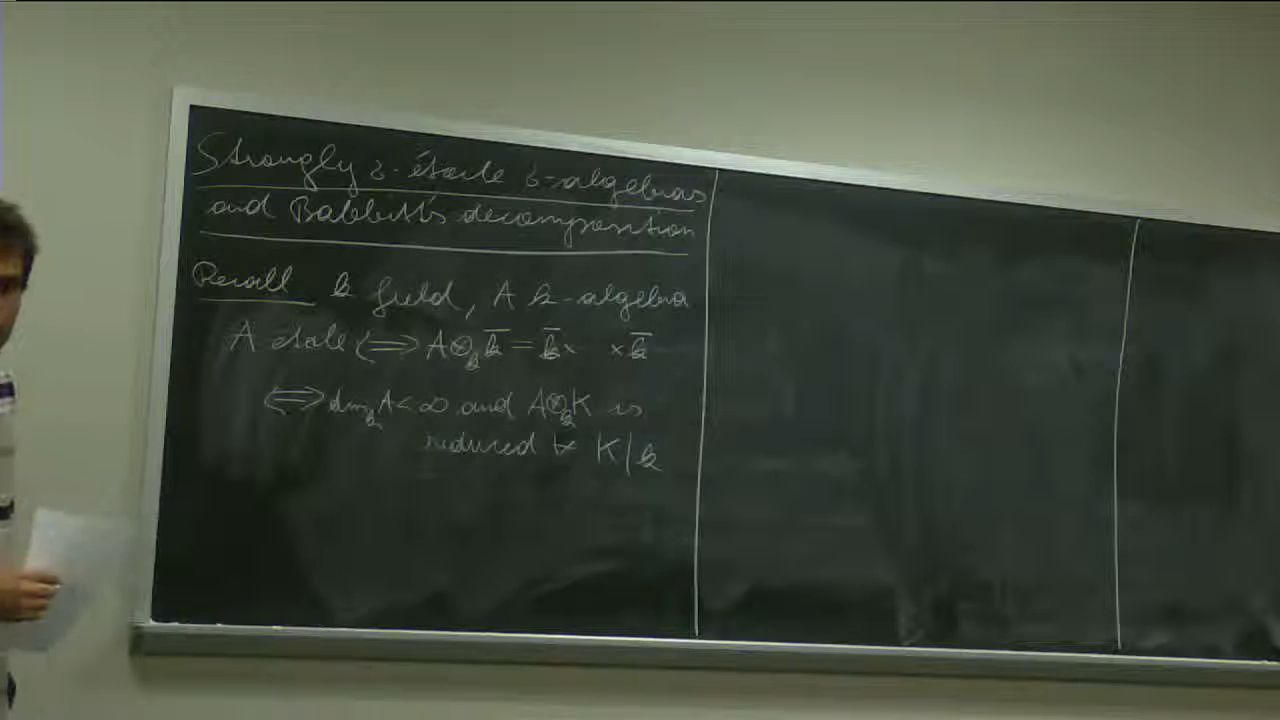 Strongly σ-étale σ-algebras
and Babbitt's decomposition
Recall k field, A k-algebra
A étale ⟺ A⊗ₖk̄ = k̄× ×k̄
⟺ dimₖA<∞ and A⊗ₖK is
reduced ∀ K/k